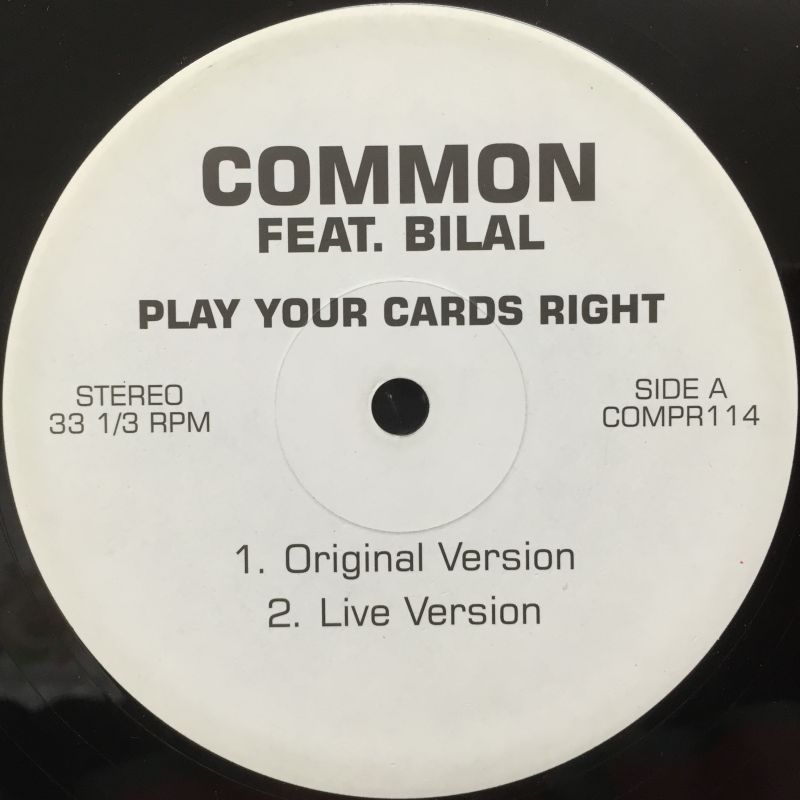 COMMON
FEAT. BILAL
PLAY YOUR CARDS RIGHT
STEREO
33 1/3 RPM
SIDE A
COMPR114
1. Original Version
2. Live Version